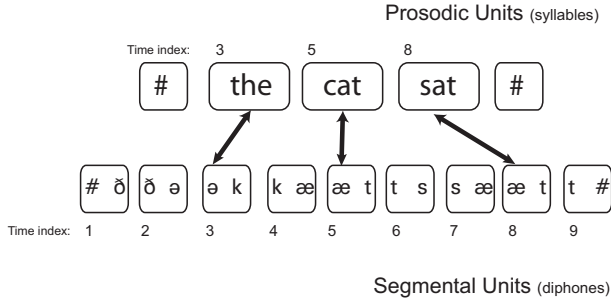 Prosodic Units (syllables)
Time index: 3 5 8
# the cat sat #
# ð ð ə ə k k æ æ t t s s æ æ t t #
Time index: 1 2 3 4 5 6 7 8 9
Segmental Units (diphones)